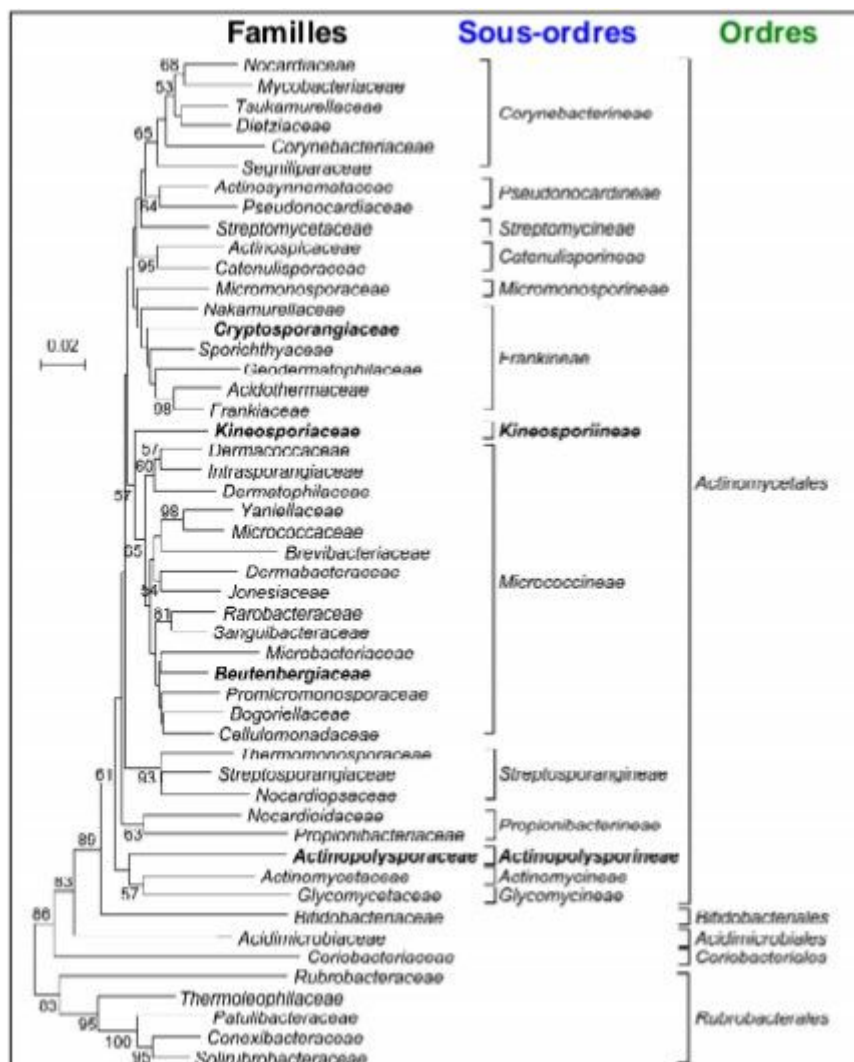 Familles Sous-ordres Ordres
68 Nocardiaceae
Mycobacteriaceae
53
Tsukamurellaceae
Dietziaceae
Corynebacterineae
65
Corynebacteriaceae
Segniliparaceae
Actinosynnemataceae
Pseudonocardineae
64 Pseudonocardiaceae
Streptomycetaceae Streptomycineae
Actinospicaceae
Catenulisporineae
95 Catenulisporaceae
Micromonosporaceae Micromonosporineae
Nakamurellaceae
Cryptosporangiaceae
Sporichthyaceae
Frankineae
0.02
Geodermatophilaceae
Acidothermaceae
98 Frankiaceae
Kineosporiaceae Kineosporiineae
57 Dermacoccaceae
60 Intrasporangiaceae
Dermatophilaceae
Actinomycetales
57
98 Yaniellaceae
Micrococcaceae
65
Brevibacteriaceae
Dermabacteraceae
Micrococcineae
54 Jonesiaceae
81 Rarobacteraceae
Sanguibacteraceae
Microbacteriaceae
Beutenbergiaceae
Promicromonosporaceae
Bogoriellaceae
Cellulomonadaceae
Thermomonosporaceae
61
93 Streptosporangiaceae Streptosporangineae
Nocardiopsaceae
Nocardioidaceae
Propionibacterineae
63 Propionibacteriaceae
89
Actinopolysporaceae Actinopolysporineae
Actinomycetaceae Actinomycineae
57 Glycomycetaceae Glycomycineae
83
Bifidobacteriaceae Bifidobacteriales
86
Acidimicrobiaceae Acidimicrobiales
Coriobacteriaceae Coriobacteriales
Rubrobacteraceae
83
Thermoleophilaceae
95
Patulibacteraceae Rubrobacterales
100 Conexibacteraceae
95 Solirubrobacteraceae